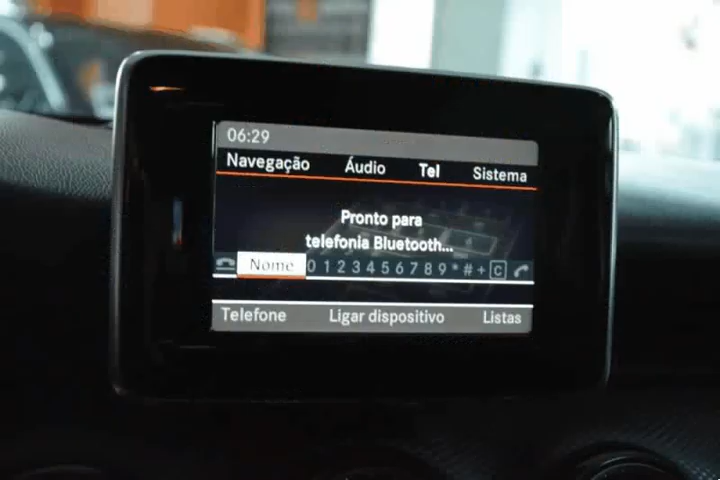 06:29
Navegação Áudio Tel Sistema
Pronto para
telefonia Bluetooth...
Nome 0 1 2 3 4 5 6 7 8 9 * # + C
Telefone Ligar dispositivo Listas